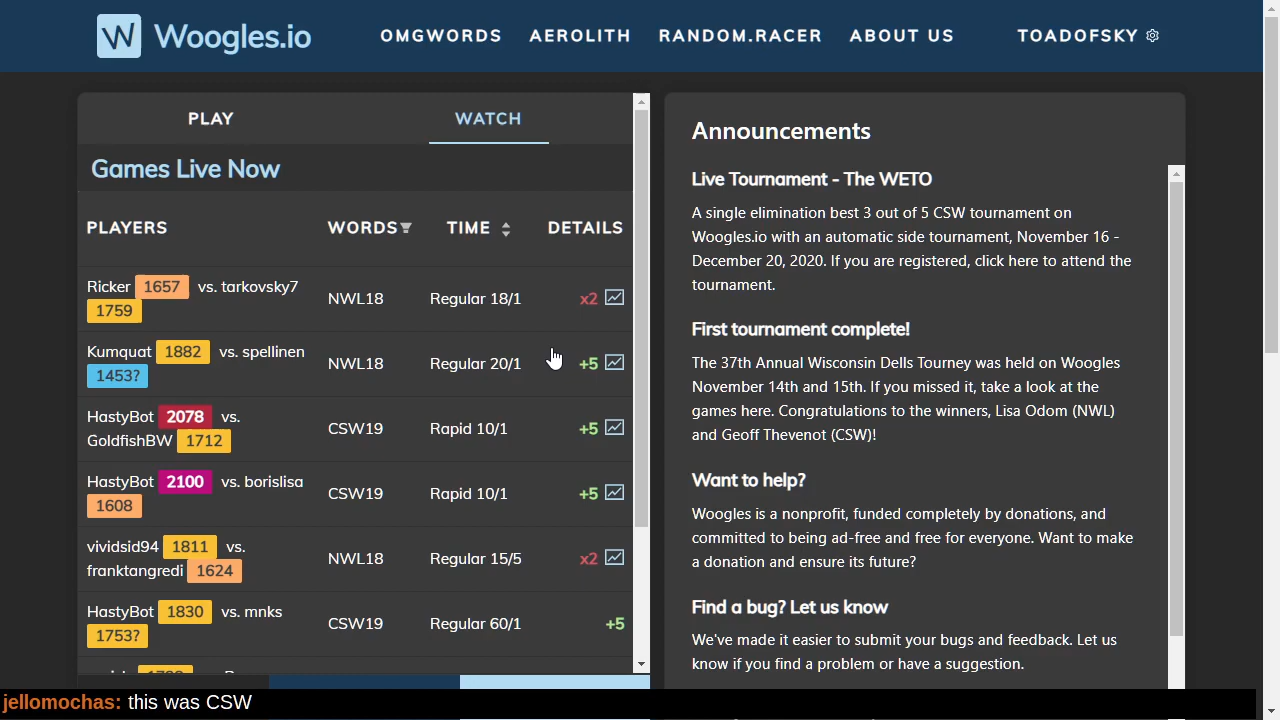 W Woogles.io OMGWORDS AEROLITH RANDOM.RACER ABOUT US TOADOFSKY
PLAY WATCH
Games Live Now
PLAYERS WORDS TIME DETAILS
Ricker 1657 vs. tarkovsky7
1759
NWL18 Regular 18/1 x2
Kumquat 1882 vs. spellinen
1453?
NWL18 Regular 20/1 +5
HastyBot 2078 vs.
GoldfishBW 1712
CSW19 Rapid 10/1 +5
HastyBot 2100 vs. borislisa
1608
CSW19 Rapid 10/1 +5
vividsid94 1811 vs.
franktangredi 1624
NWL18 Regular 15/5 x2
HastyBot 1830 vs. mnks
1753?
CSW19 Regular 60/1 +5
Announcements
Live Tournament - The WETO
A single elimination best 3 out of 5 CSW tournament on
Woogles.io with an automatic side tournament, November 16 -
December 20, 2020. If you are registered, click here to attend the
tournament.
First tournament complete!
The 37th Annual Wisconsin Dells Tourney was held on Woogles
November 14th and 15th. If you missed it, take a look at the
games here. Congratulations to the winners, Lisa Odom (NWL)
and Geoff Thevenot (CSW)!
Want to help?
Woogles is a nonprofit, funded completely by donations, and
committed to being ad-free and free for everyone. Want to make
a donation and ensure its future?
Find a bug? Let us know
We've made it easier to submit your bugs and feedback. Let us
know if you find a problem or have a suggestion.
jellomochas: this was CSW